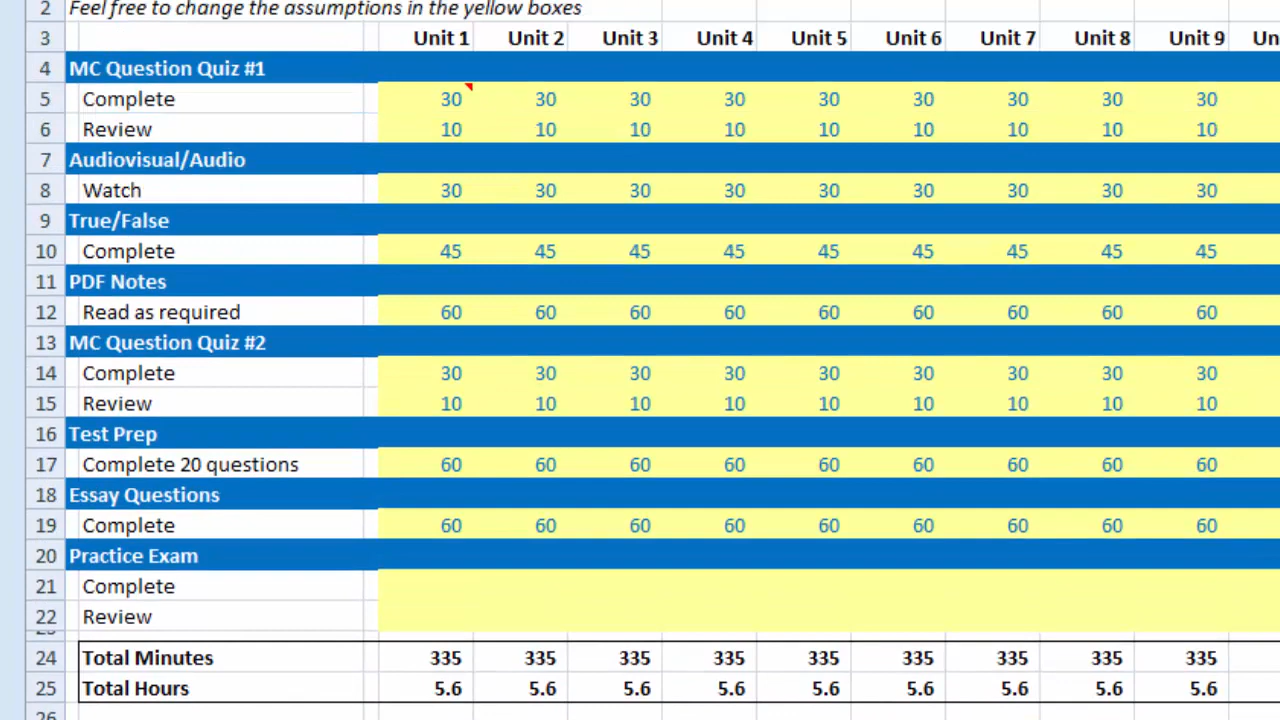 2 Feel free to change the assumptions in the yellow boxes
3 Unit 1 Unit 2 Unit 3 Unit 4 Unit 5 Unit 6 Unit 7 Unit 8 Unit 9 Un
4 MC Question Quiz #1
5 Complete 30 30 30 30 30 30 30 30 30
6 Review 10 10 10 10 10 10 10 10 10
7 Audiovisual/Audio
8 Watch 30 30 30 30 30 30 30 30 30
9 True/False
10 Complete 45 45 45 45 45 45 45 45 45
11 PDF Notes
12 Read as required 60 60 60 60 60 60 60 60 60
13 MC Question Quiz #2
14 Complete 30 30 30 30 30 30 30 30 30
15 Review 10 10 10 10 10 10 10 10 10
16 Test Prep
17 Complete 20 questions 60 60 60 60 60 60 60 60 60
18 Essay Questions
19 Complete 60 60 60 60 60 60 60 60 60
20 Practice Exam
21 Complete
22 Review
24 Total Minutes 335 335 335 335 335 335 335 335 335
25 Total Hours 5.6 5.6 5.6 5.6 5.6 5.6 5.6 5.6 5.6
26